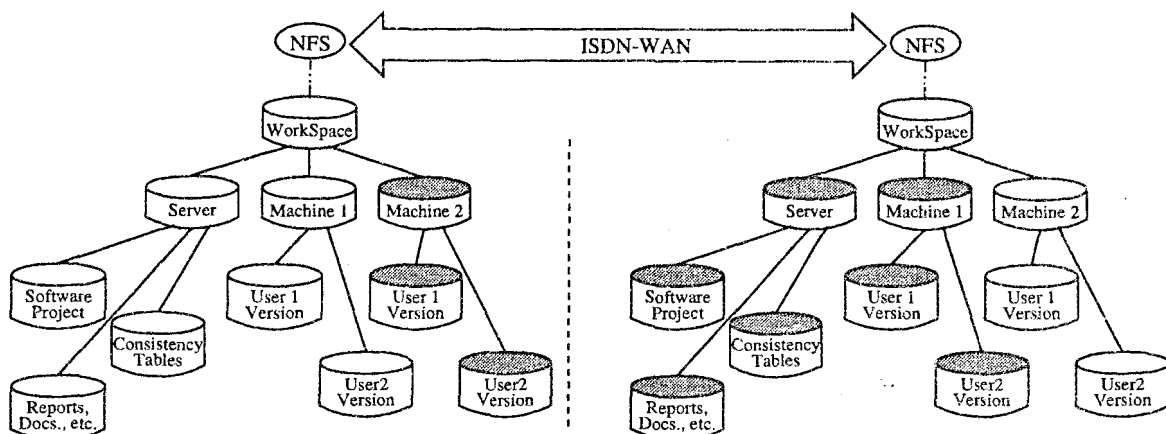 NFS
ISDN-WAN
NFS
WorkSpace
WorkSpace
Server
Machine 1
Machine 2
Server
Machine 1
Machine 2
Software
Project
User 1
Version
User 1
Version
Software
Project
User 1
Version
User 1
Version
Consistency
Tables
Consistency
Tables
Reports,
Docs., etc.
User2
Version
User2
Version
Reports,
Docs., etc.
User2
Version
User2
Version